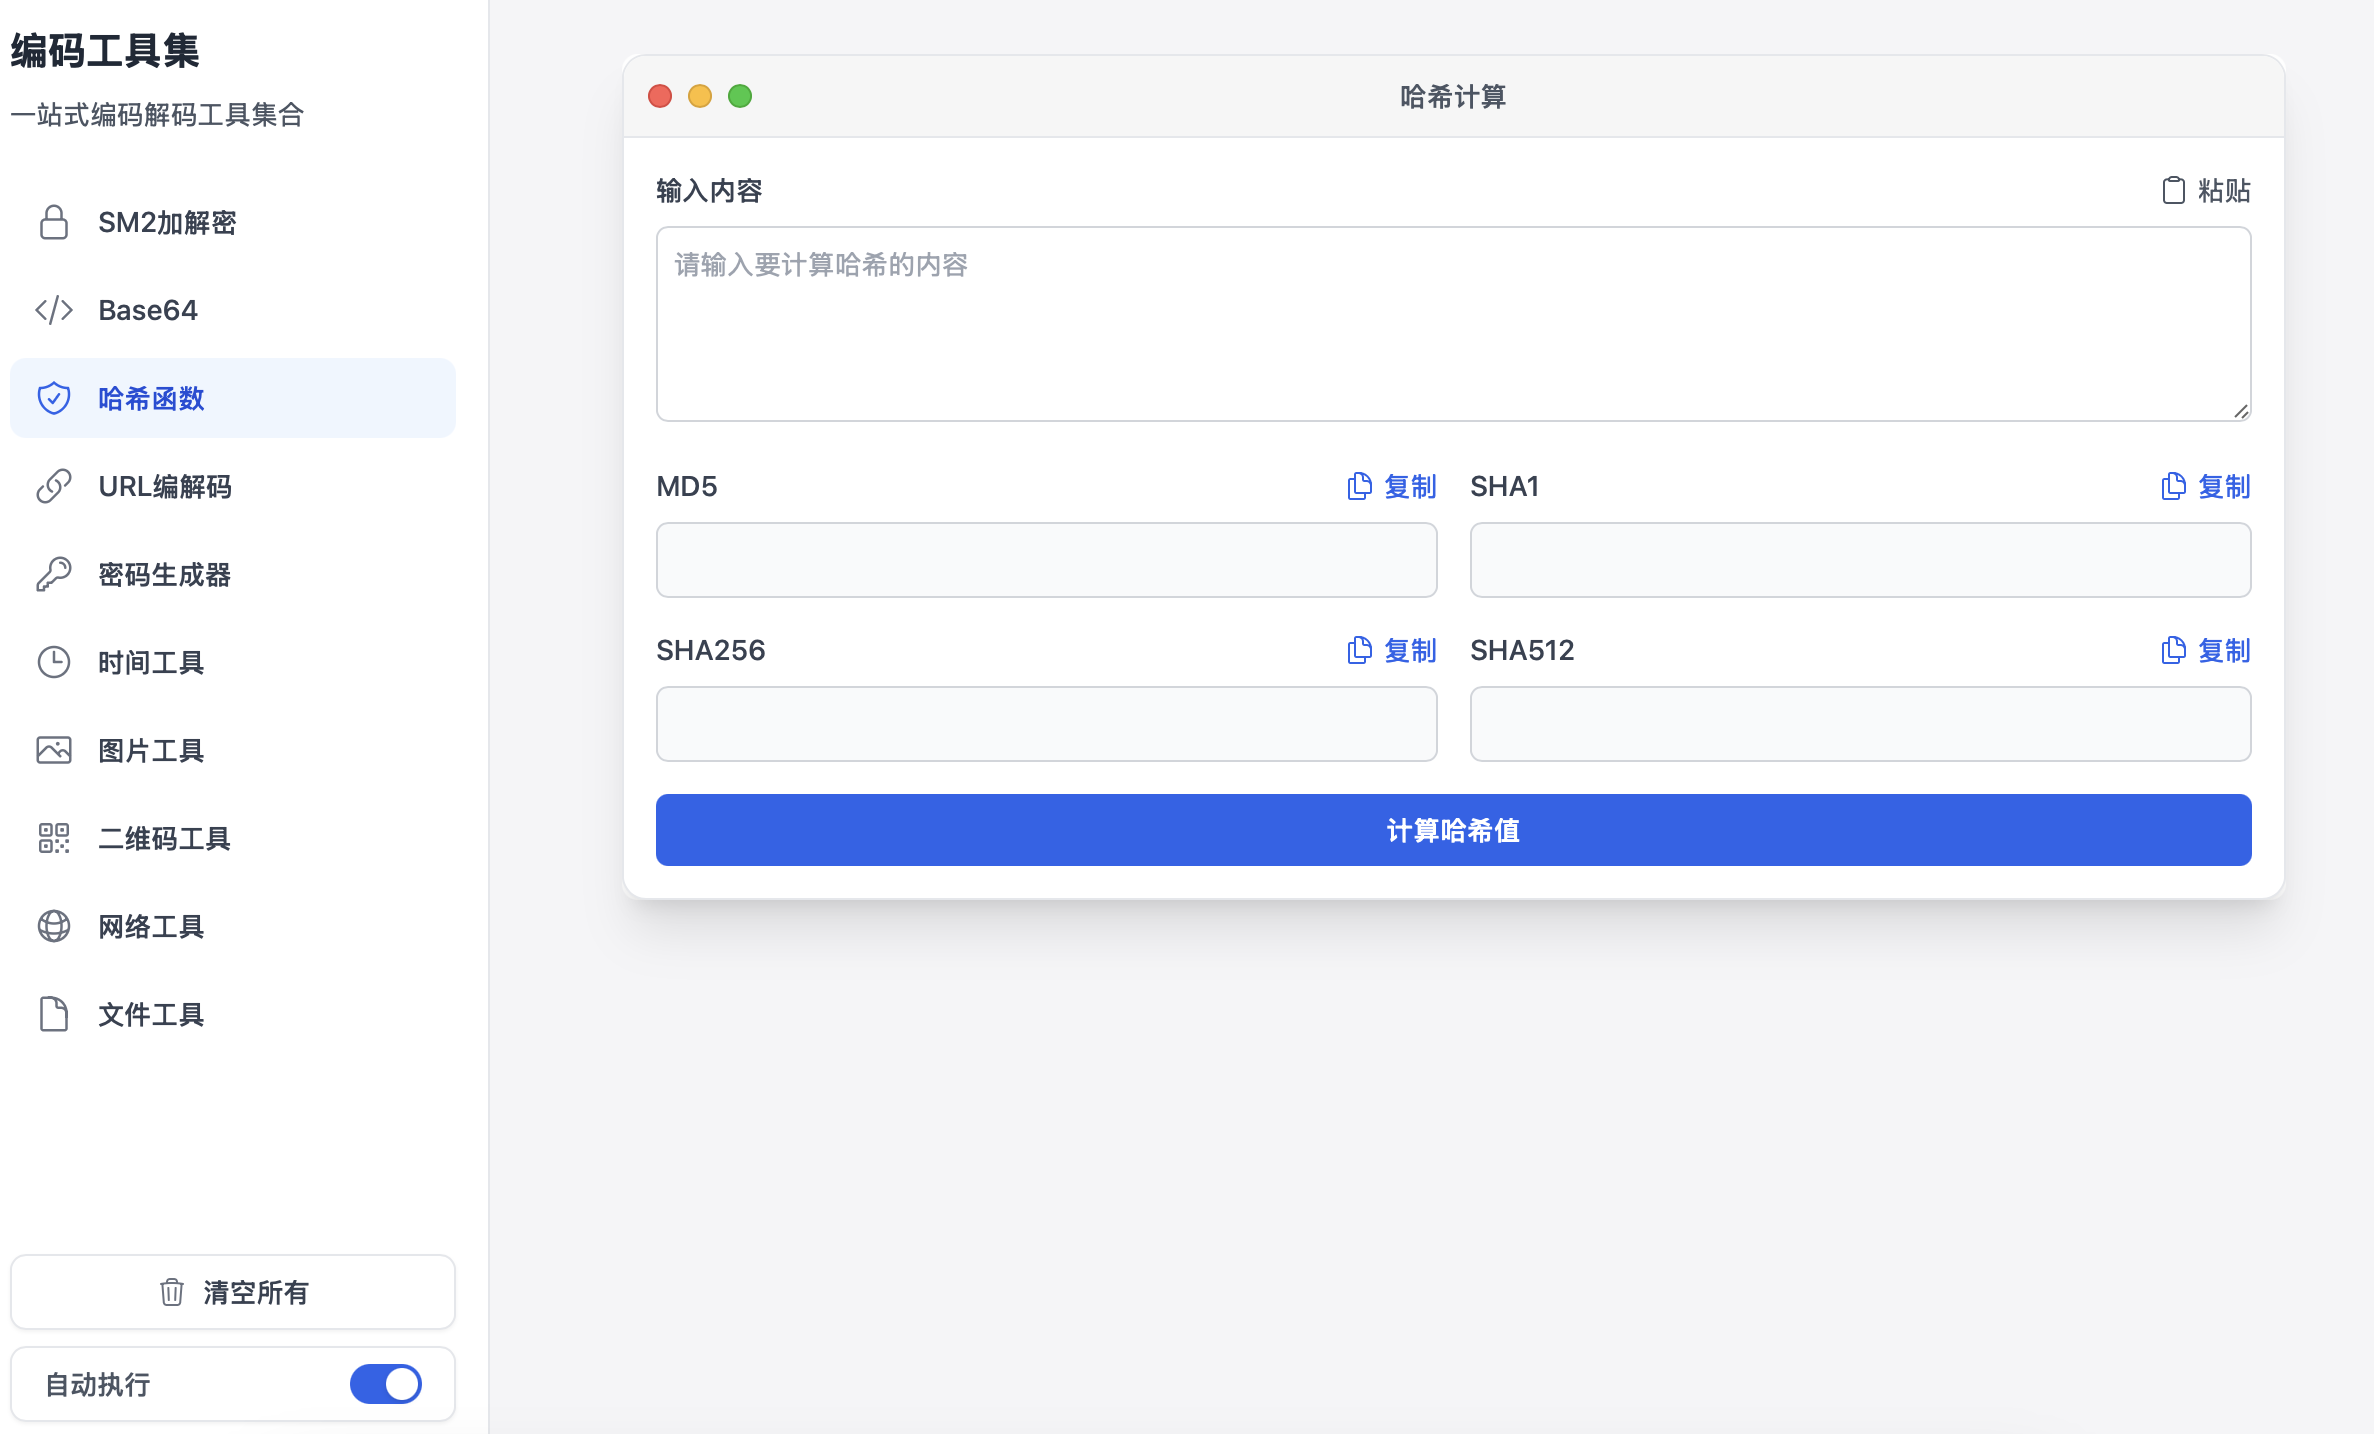 编码工具集
一站式编码解码工具集合
SM2加解密
Base64
哈希函数
URL编解码
密码生成器
时间工具
图片工具
二维码工具
网络工具
文件工具
清空所有
自动执行
哈希计算
输入内容
粘贴
请输入要计算哈希的内容
MD5
复制
SHA1
复制
SHA256
复制
SHA512
复制
计算哈希值